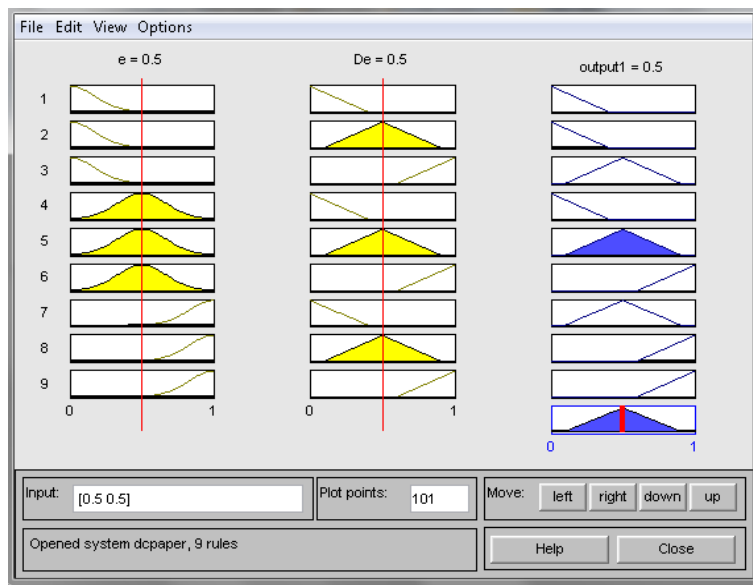 File Edit View Options
e = 0.5
De = 0.5
output1 = 0.5
1
2
3
4
5
6
7
8
9
0 1
0 1
0 1
Input: [0.5 0.5]
Plot points: 101
Move: left right down up
Opened system dcpaper, 9 rules
Help Close